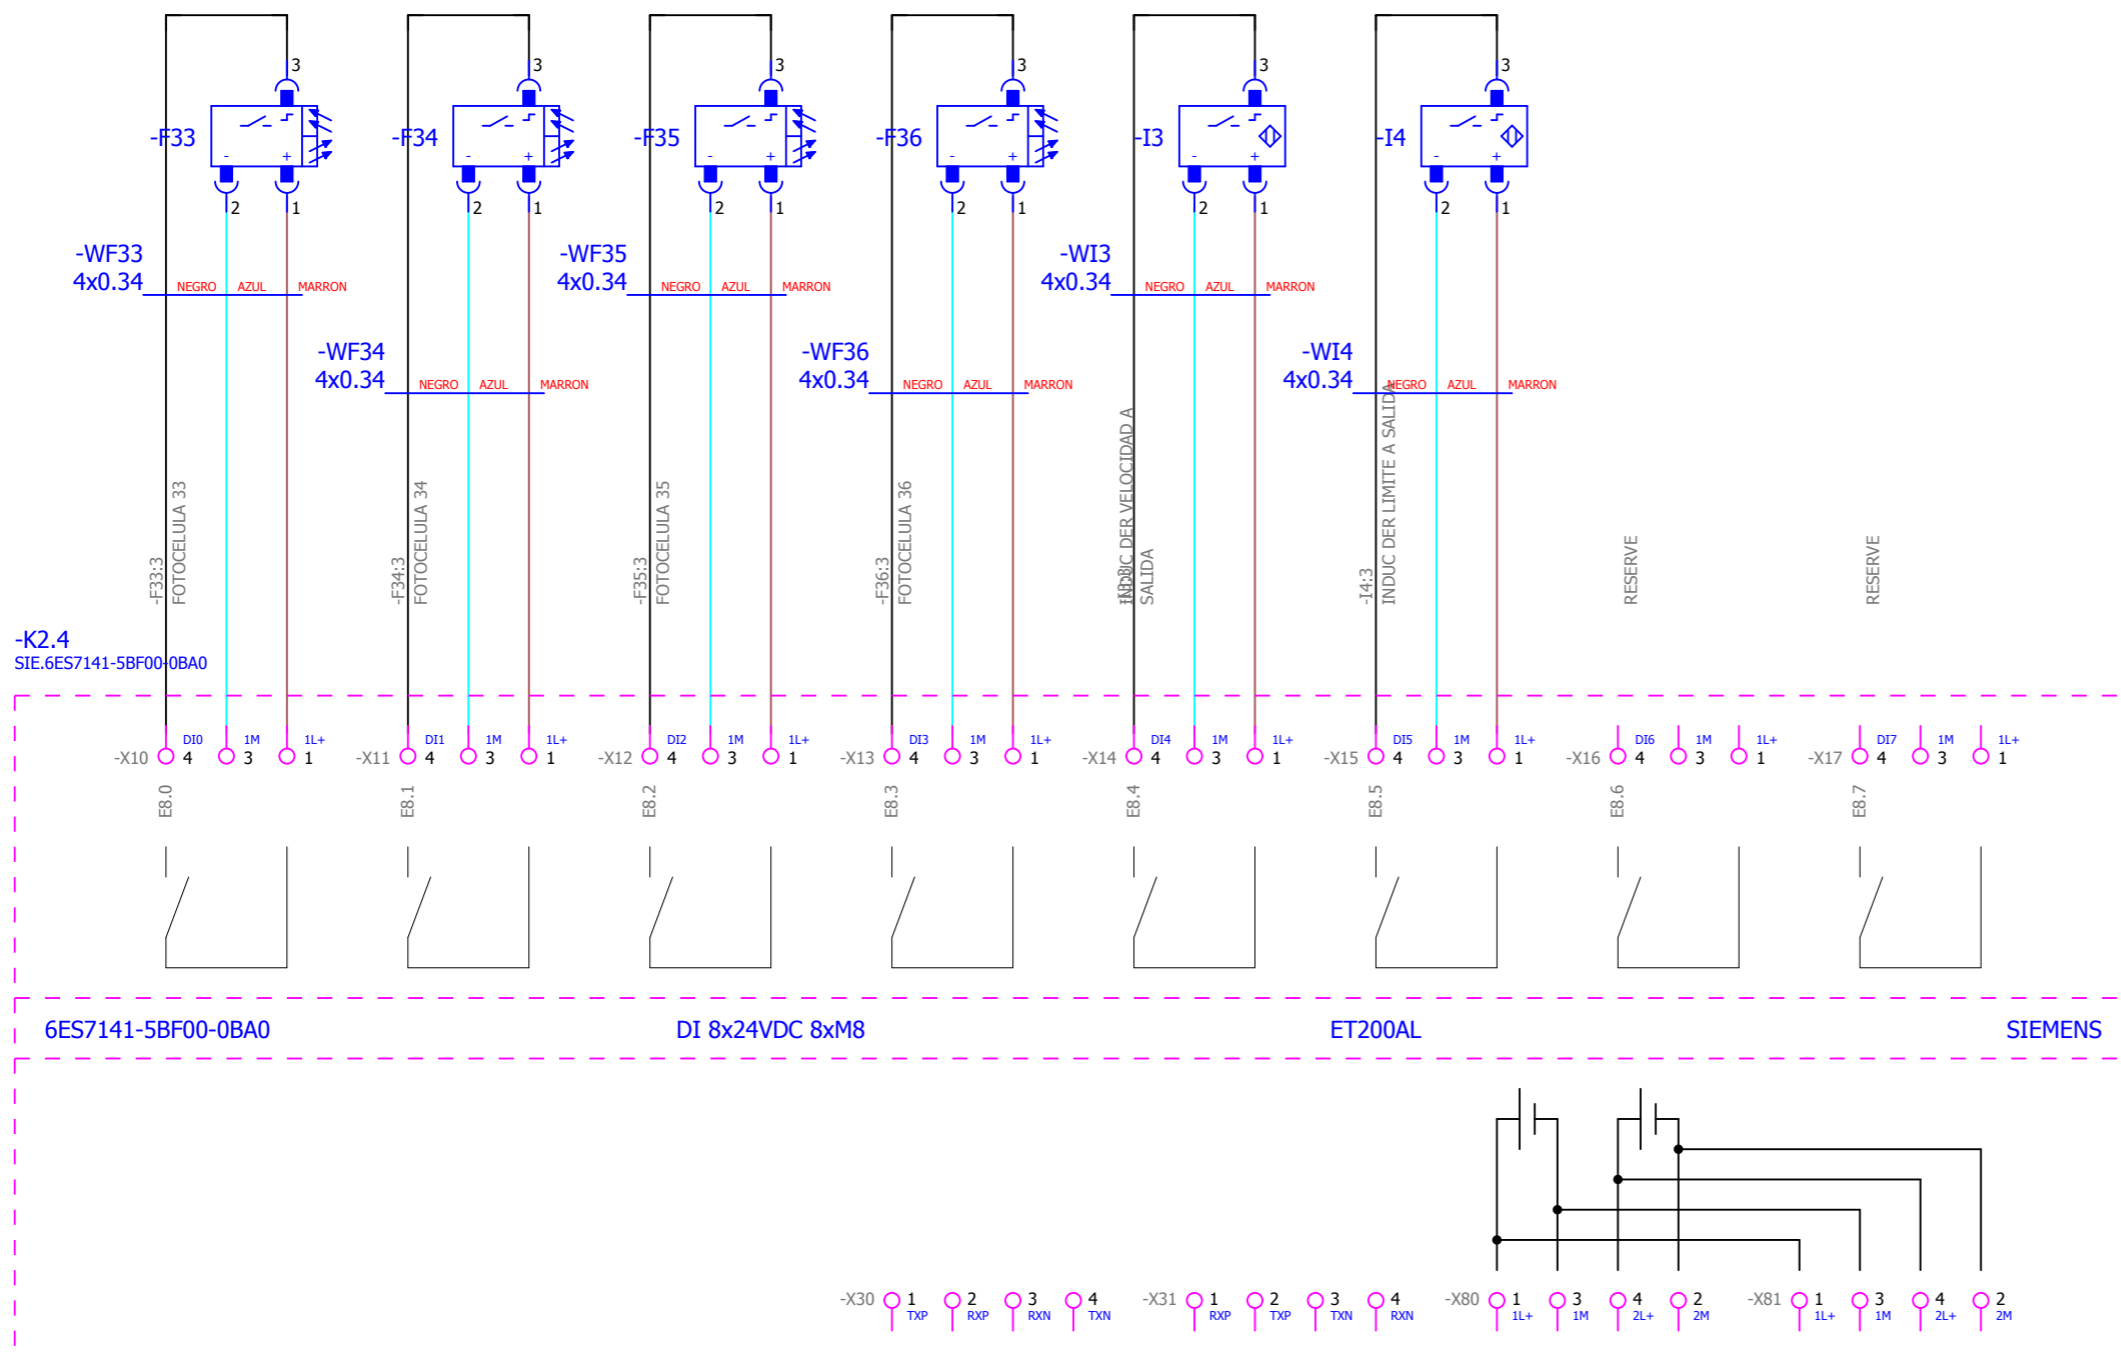 3 3 3 3 3 3
-F33 -F34 -F35 -F36 -I3 -I4
- + - + - + - + - + - +
2 1 2 1 2 1 2 1 2 1 2 1
-WF33 -WF35 -WI3
4x0.34 4x0.34 4x0.34
NEGRO AZUL MARRON NEGRO AZUL MARRON NEGRO AZUL MARRON
-WF34 -WF36 -WI4
4x0.34 4x0.34 4x0.34
NEGRO AZUL MARRON NEGRO AZUL MARRON NEGRO AZUL MARRON
-F33:3
FOTOCELULA 33
-F34:3
FOTOCELULA 34
-F35:3
FOTOCELULA 35
-F36:3
FOTOCELULA 36
INDUC DER VELOCIDAD A
SALIDA
-I4:3
INDUC DER LIMITE A SALIDA
RESERVE
RESERVE
-K2.4
SIE.6ES7141-5BF00-0BA0
DI0 1M 1L+ DI1 1M 1L+ DI2 1M 1L+ DI3 1M 1L+ DI4 1M 1L+ DI5 1M 1L+ DI6 1M 1L+ DI7 1M 1L+
-X10 4 3 1 -X11 4 3 1 -X12 4 3 1 -X13 4 3 1 -X14 4 3 1 -X15 4 3 1 -X16 4 3 1 -X17 4 3 1
E8.0 E8.1 E8.2 E8.3 E8.4 E8.5 E8.6 E8.7
6ES7141-5BF00-0BA0 DI 8x24VDC 8xM8 ET200AL SIEMENS
-X30 1 2 3 4 -X31 1 2 3 4 -X80 1 3 4 2 -X81 1 3 4 2
TXP RXP RXN TXN RXP TXP TXN RXN 1L+ 1M 2L+ 2M 1L+ 1M 2L+ 2M